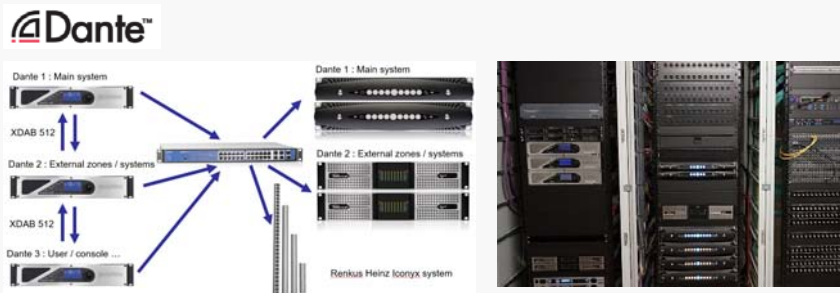 Dante™
Dante 1 : Main system
XDAB 512
Dante 2 : External zones / systems
XDAB 512
Dante 3 : User / console ...
Dante 1 : Main system
Dante 2 : External zones / systems
Renkus Heinz Iconyx system